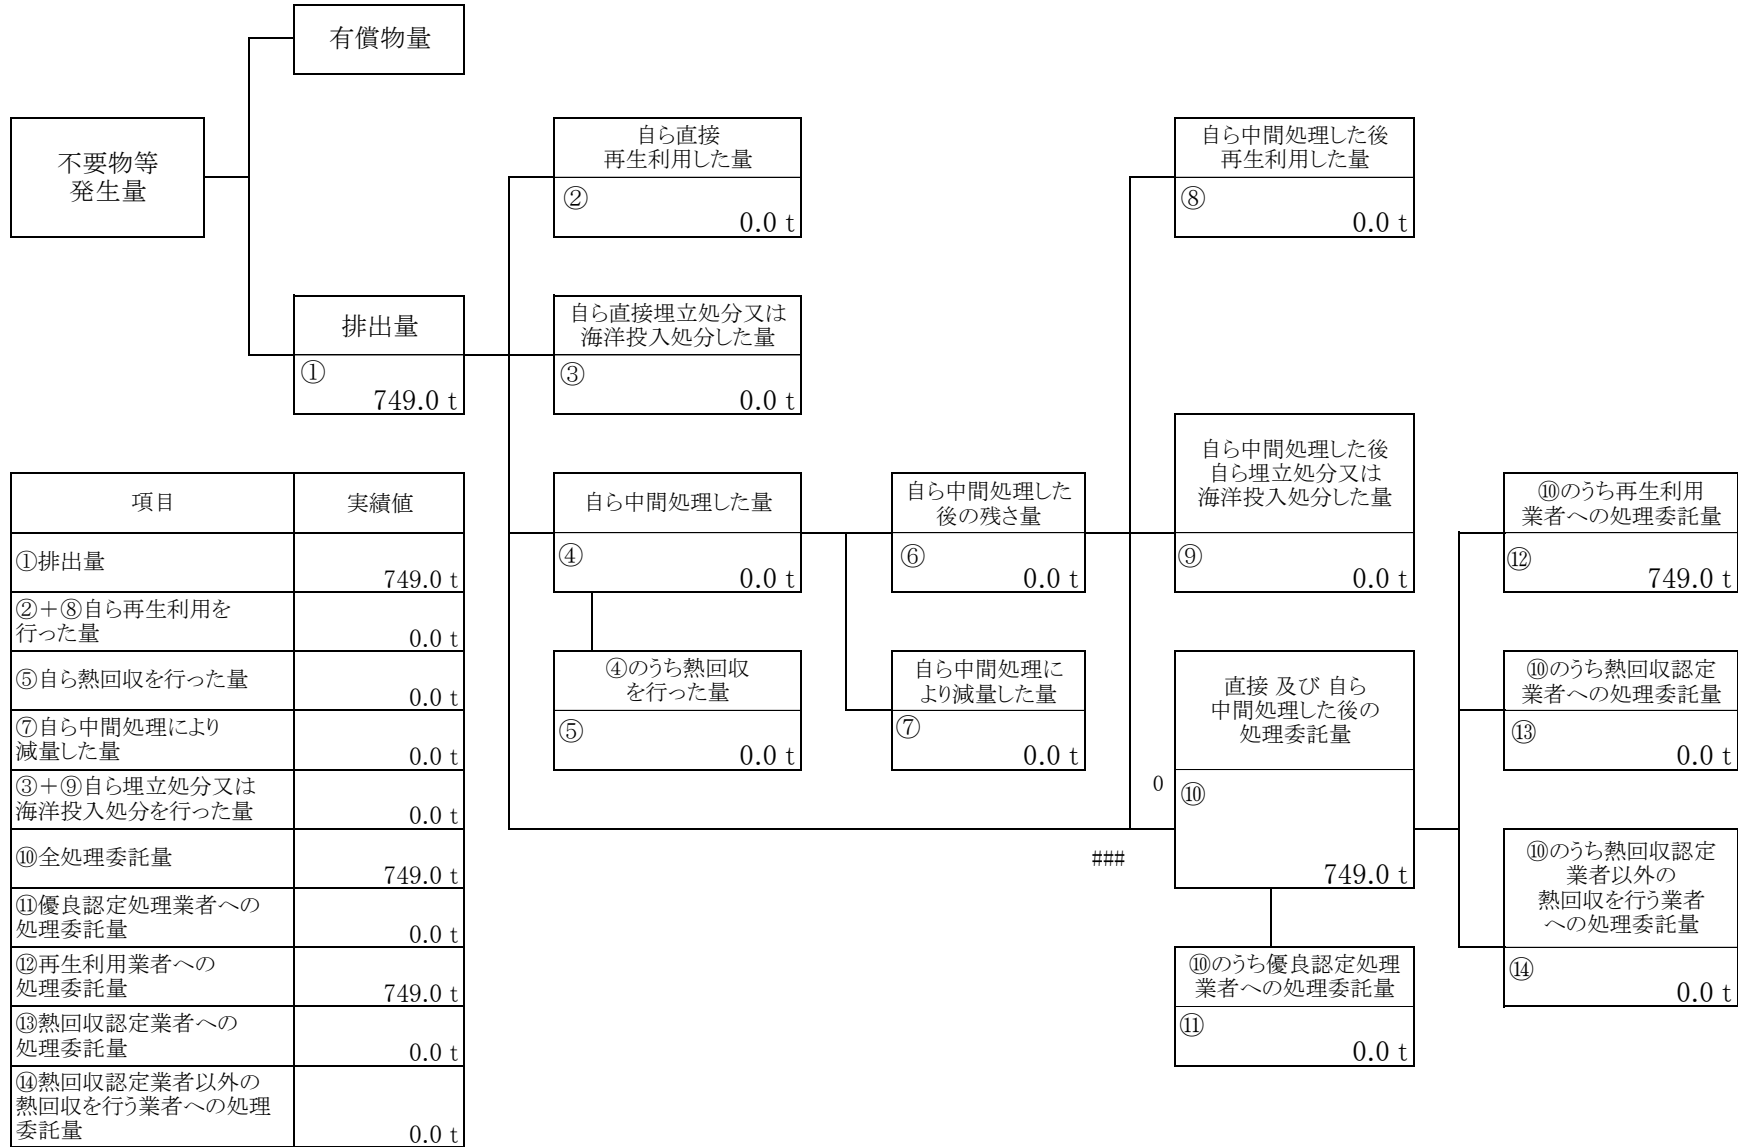 有償物量
不要物等
発生量
自ら直接
再生利用した量
②
0.0 t
自ら中間処理した後
再生利用した量
⑧
0.0 t
排出量
①
749.0 t
自ら直接埋立処分又は
海洋投入処分した量
③
0.0 t
自ら中間処理した量
④
0.0 t
自ら中間処理した
後の残さ量
⑥
0.0 t
自ら中間処理した後
自ら埋立処分又は
海洋投入処分した量
⑨
0.0 t
⑩のうち再生利用
業者への処理委託量
⑫
749.0 t
④のうち熱回収
を行った量
⑤
0.0 t
自ら中間処理に
より減量した量
⑦
0.0 t
直接 及び 自ら
中間処理した後の
処理委託量
0
⑩
749.0 t
###
⑩のうち熱回収認定
業者への処理委託量
⑬
0.0 t
⑩のうち熱回収認定
業者以外の
熱回収を行う業者
への処理委託量
⑭
0.0 t
⑩のうち優良認定処理
業者への処理委託量
⑪
0.0 t
項目 実績値
①排出量
749.0 t
②＋⑧自ら再生利用を
行った量
0.0 t
⑤自ら熱回収を行った量
0.0 t
⑦自ら中間処理により
減量した量
0.0 t
③＋⑨自ら埋立処分又は
海洋投入処分を行った量
0.0 t
⑩全処理委託量
749.0 t
⑪優良認定処理業者への
処理委託量
0.0 t
⑫再生利用業者への
処理委託量
749.0 t
⑬熱回収認定業者への
処理委託量
0.0 t
⑭熱回収認定業者以外の
熱回収を行う業者への処理
委託量
0.0 t